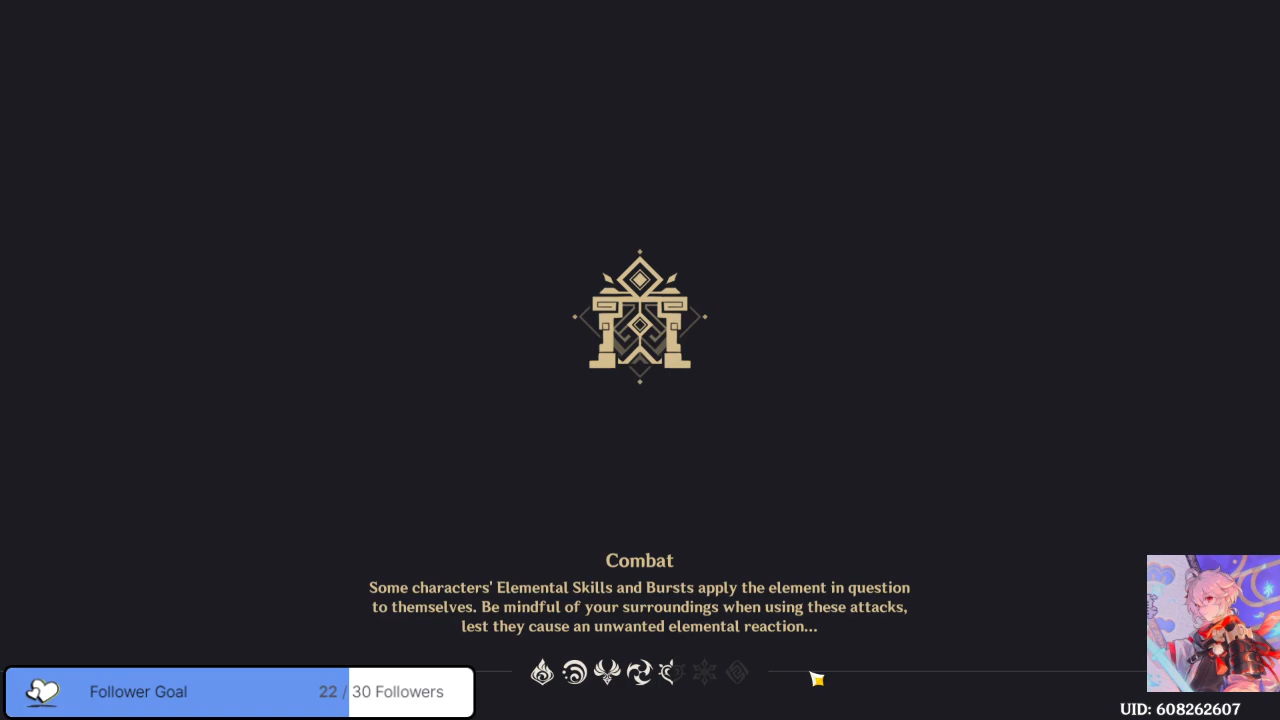 Combat
Some characters' Elemental Skills and Bursts apply the element in question
to themselves. Be mindful of your surroundings when using these attacks,
lest they cause an unwanted elemental reaction...
Follower Goal 22 / 30 Followers
UID: 608262607